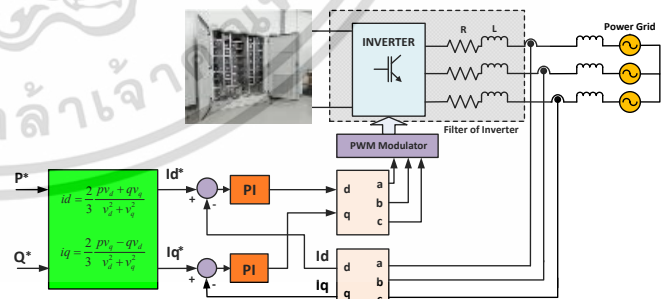 Power Grid
INVERTER
R
L
Filter of Inverter
PWM Modulator
P*
id = 2/3 pv_d + qv_q / v_d^2 + v_q^2
Id*
+
-
PI
d
q
a
b
c
Q*
iq = 2/3 pv_q − qv_d / v_d^2 + v_q^2
Iq*
+
-
PI
Id
Iq
d
q
a
b
c